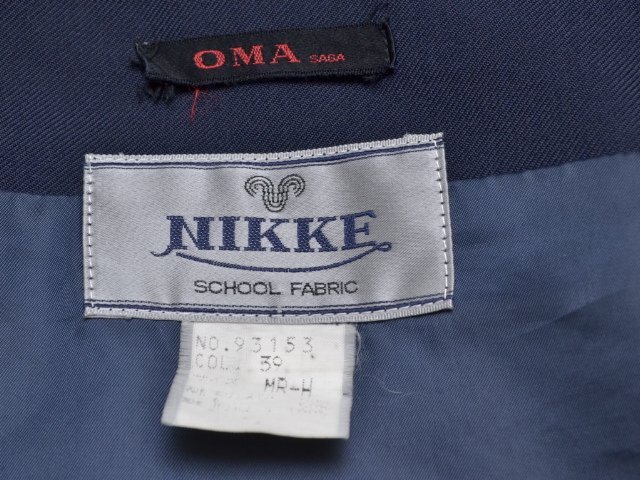 OMA SAGA
NIKKE
SCHOOL FABRIC
NO.93153
COL. 39
MR-H